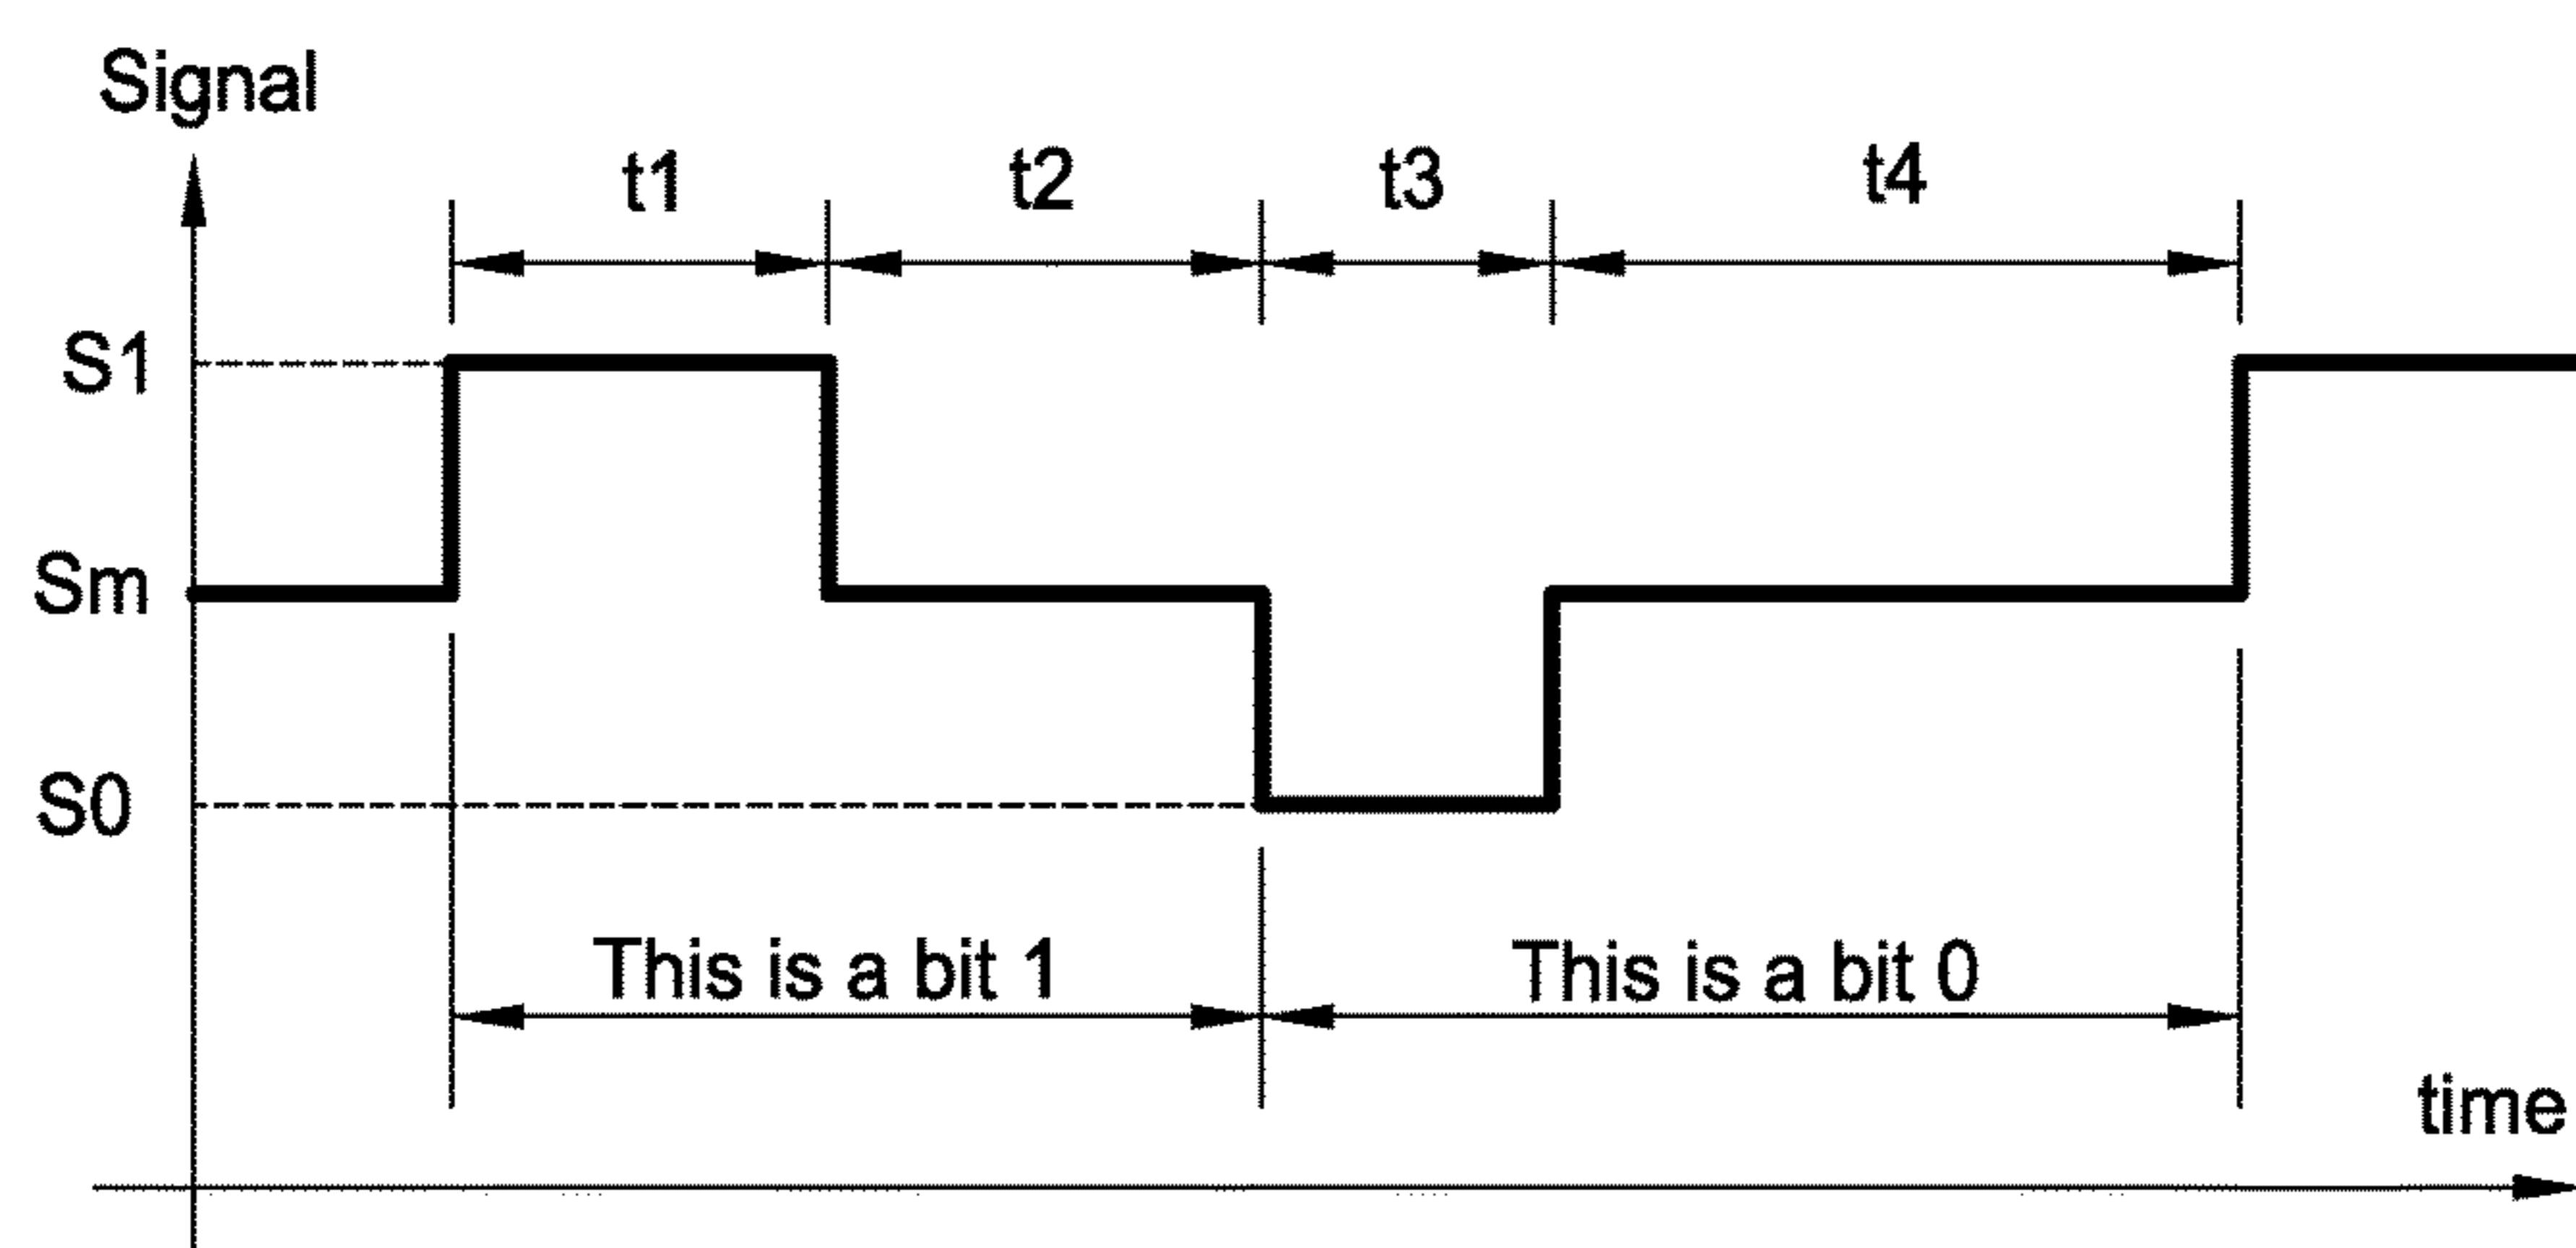 Signal
t1 t2 t3 t4
S1
Sm
S0
This is a bit 1 This is a bit 0
time